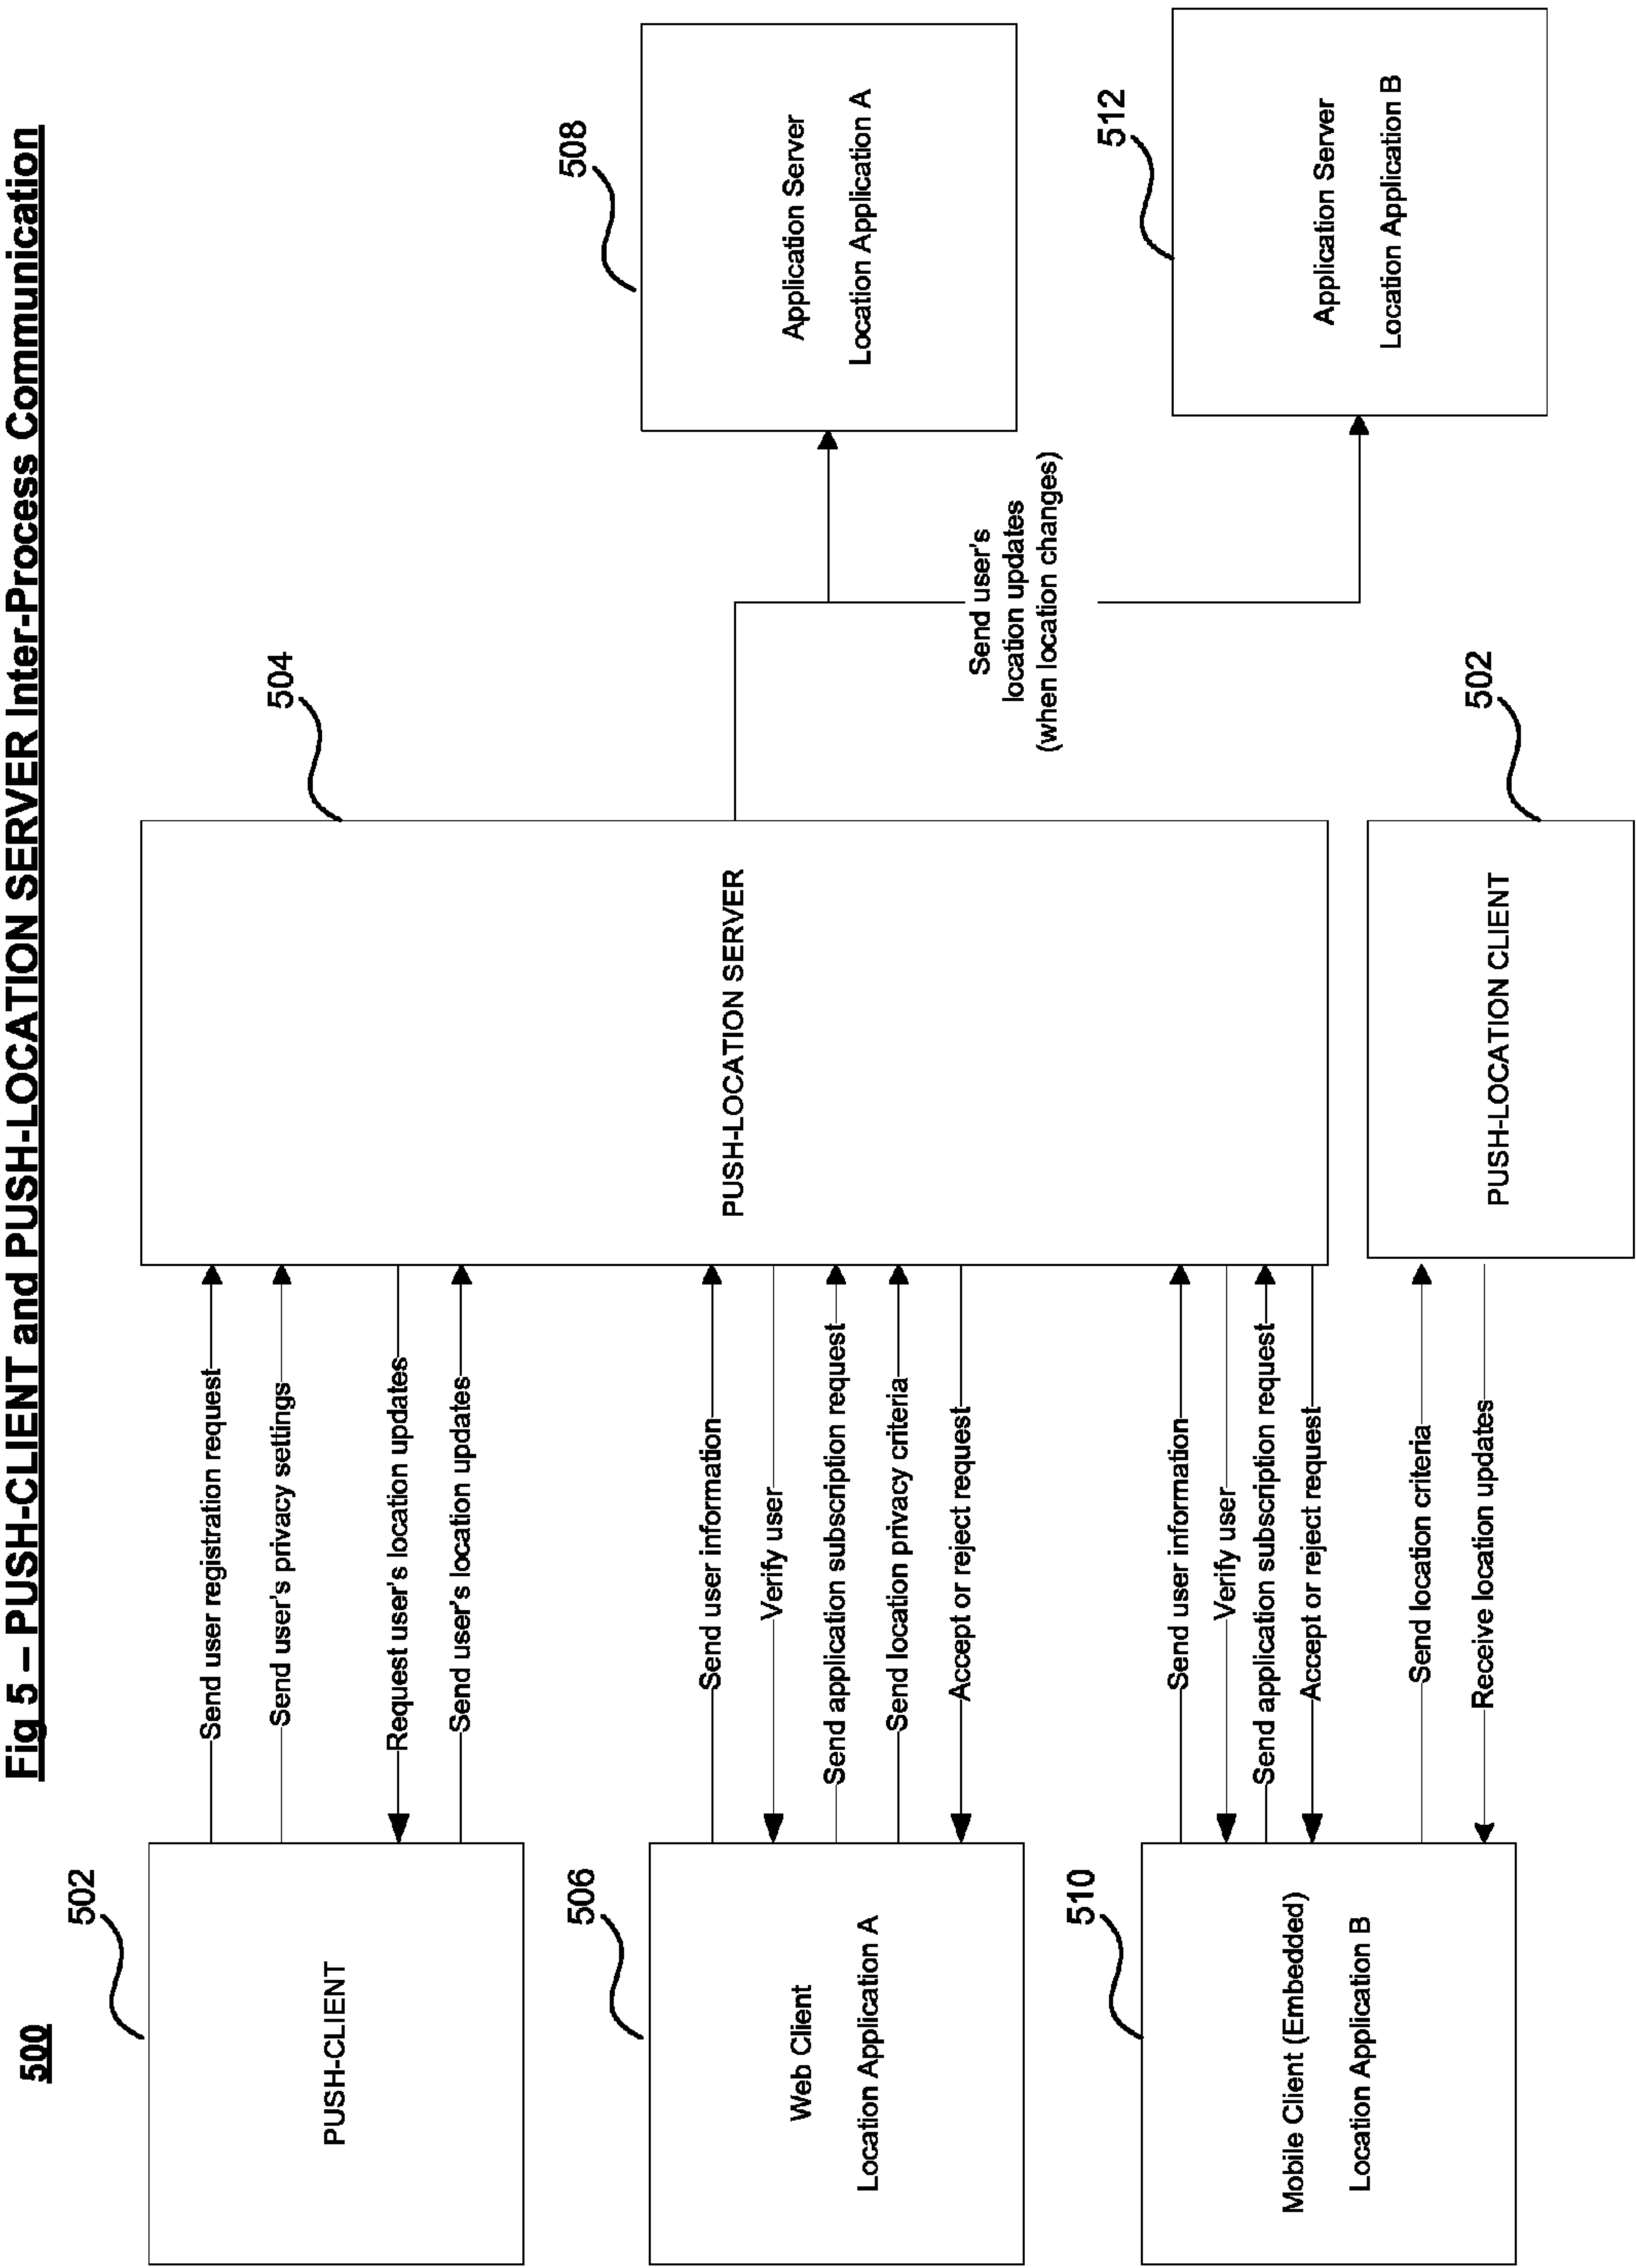 Fig 5 – PUSH-CLIENT and PUSH-LOCATION SERVER Inter-Process Communication
500
502
PUSH-CLIENT
Send user registration request
Send user's privacy settings
Request user's location updates
Send user's location updates
504
PUSH-LOCATION SERVER
506
Web Client
Location Application A
Send user information
Verify user
Send application subscription request
Send location privacy criteria
Accept or reject request
508
Application Server
Location Application A
Send user's
location updates
(when location changes)
512
Application Server
Location Application B
510
Mobile Client (Embedded)
Location Application B
Send user information
Verify user
Send application subscription request
Accept or reject request
Send location criteria
Receive location updates
502
PUSH-LOCATION CLIENT